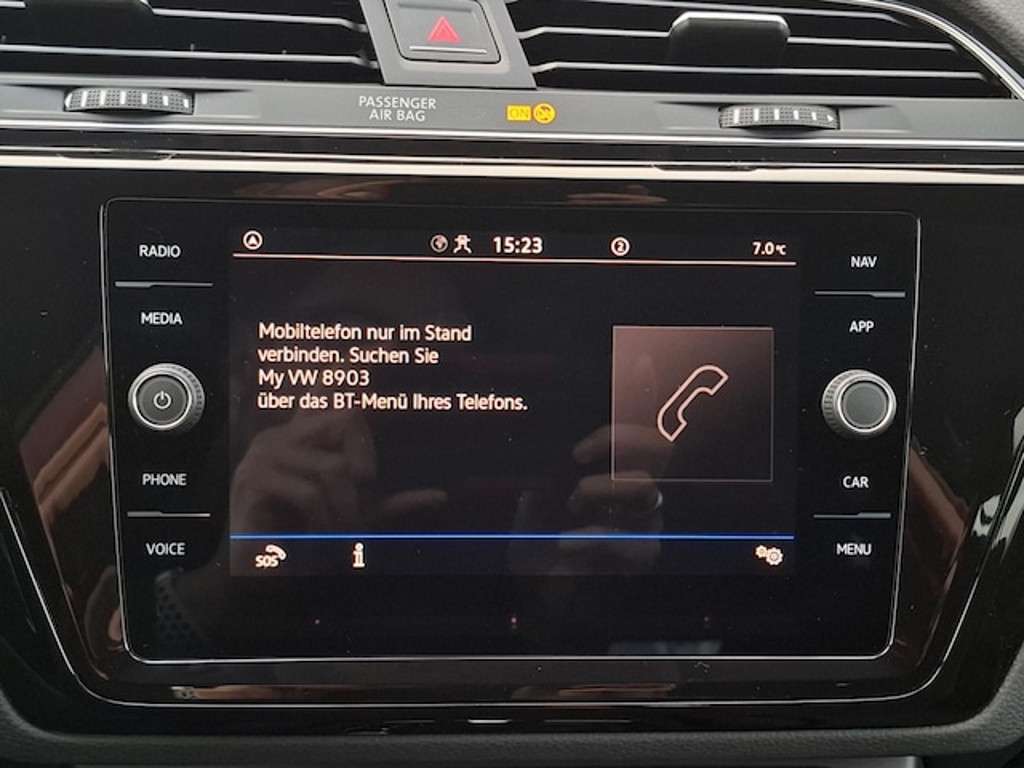 PASSENGER
AIR BAG
ON
RADIO
MEDIA
PHONE
VOICE
15:23
2
7.0°C
Mobiltelefon nur im Stand
verbinden. Suchen Sie
My VW 8903
über das BT-Menü Ihres Telefons.
SOS
NAV
APP
CAR
MENU